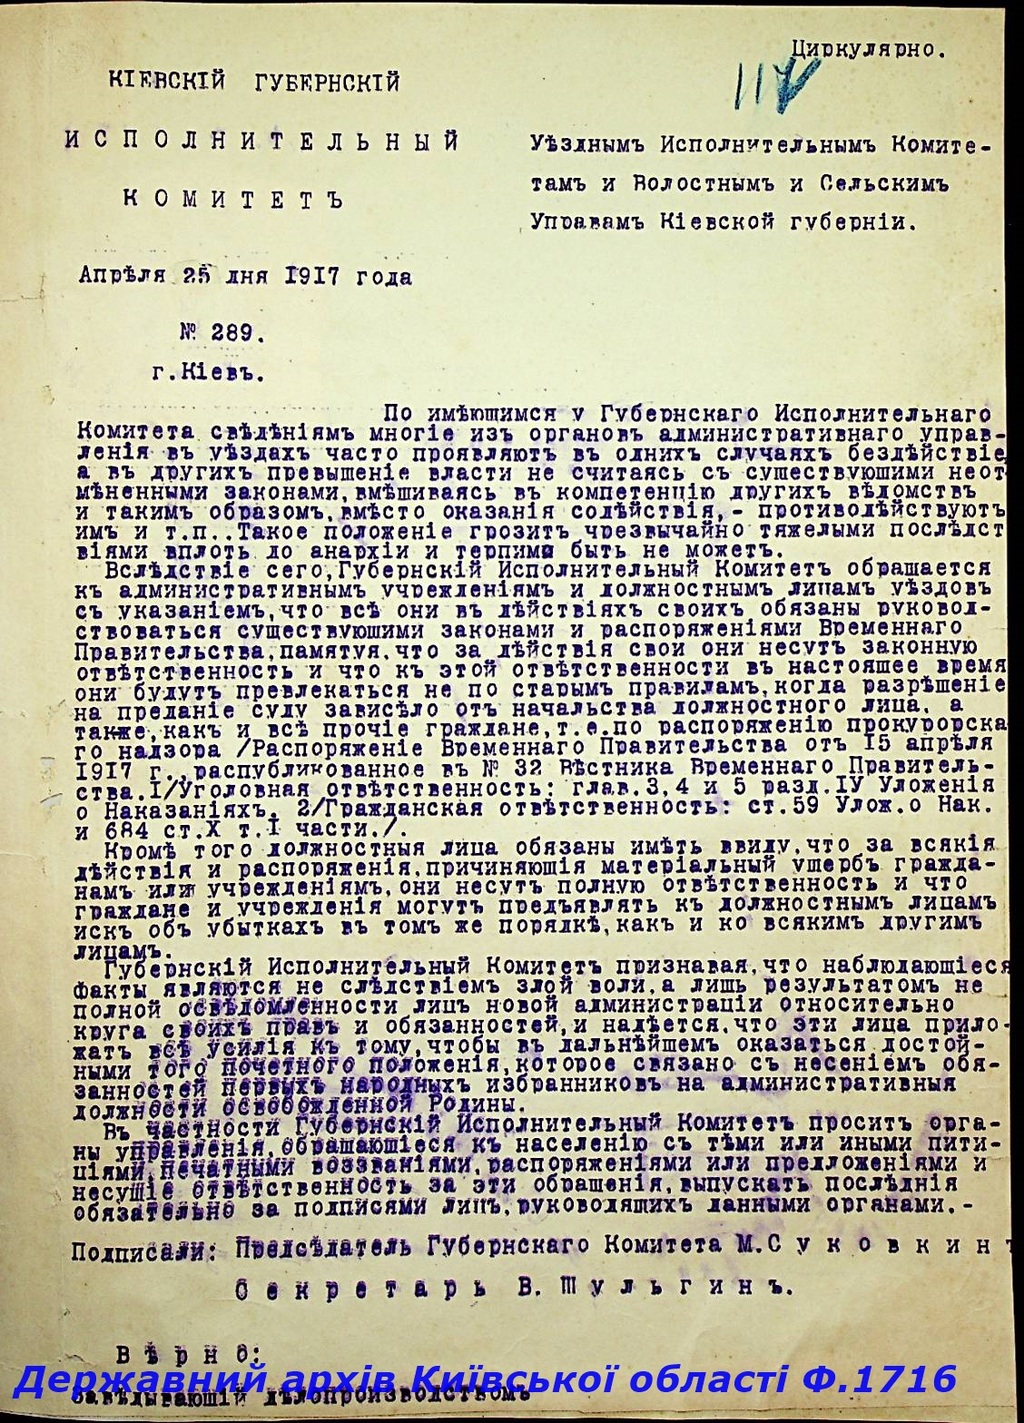 Циркулярно.
117
КІЕВСКІЙ ГУБЕРНСКІЙ
ИСПОЛНИТЕЛЬНЫЙ
КОМИТЕТЪ
Уѣзднымъ Исполнительнымъ Комите-
тамъ и Волостнымъ и Сельскимъ
Управамъ Кіевской губерніи.
Апрѣля 25 дня 1917 года
№ 289.
г.Кіевъ.
По имѣющимся у Губернскаго Исполнительнаго
Комитета свѣдѣніямъ многіе изъ органовъ административнаго управ-
ленія въ уѣздахъ часто проявляютъ въ однихъ случаяхъ бездѣйствіе,
а въ другихъ превышеніе власти не считаясь съ существующими неот-
мѣненными законами,вмѣшиваясь въ компетенцію другихъ вѣдомствъ
и такимъ образомъ,вмѣсто оказанія содѣйствія,- противодѣйствуютъ
имъ и т.п..Такое положеніе грозитъ чрезвычайно тяжелыми послѣдст
віями вплоть до анархіи и терпимо быть не можетъ.
Вслѣдствіе сего,Губернскій Исполнительный Комитетъ обращается
къ административнымъ учрежденіямъ и должностнымъ лицамъ уѣздовъ
съ указаніемъ,что всѣ они въ дѣйствіяхъ своихъ обязаны руковод-
ствоваться существующими законами и распоряженіями Временнаго
Правительства,памятуя,что за дѣйствія свои они несутъ законную
отвѣтственность и что къ этой отвѣтственности въ настоящее время
они будутъ превлекаться не по старымъ правиламъ,когда разрѣшеніе
на преданіе суду зависѣло отъ начальства должностного лица, а
также,какъ и всѣ прочіе граждане,т.е.по распоряженію прокурорска
го надзора /Распоряженіе Временнаго Правительства отъ 15 апрѣля
1917 г.,распубликованное въ № 32 Вѣстника Временнаго Правитель-
ства.I/Уголовная отвѣтственность: глав.3,4 и 5 разд.IУ Уложенія
о Наказаніяхъ. 2/Гражданская отвѣтственность: ст.59 Улож.о Нак.
и 684 ст.X т.I части./.
Кромѣ того должностныя лица обязаны имѣть ввиду,что за всякія
дѣйствія и распоряженія,причиняющія матеріальный ущербъ гражда-
намъ или учрежденіямъ,они несутъ полную отвѣтственность и что
граждане и учрежденія могутъ предъявлять къ должностнымъ лицамъ
искъ объ убыткахъ въ томъ же порядкѣ,какъ и ко всякимъ другимъ
лицамъ.
Губернскій Исполнительный Комитетъ признавая,что наблюдающіеся
факты являются не слѣдствіемъ злой воли,а лишь результатомъ не
полной освѣдомленности лицъ новой администраціи относительно
круга своихъ правъ и обязанностей,и надѣется,что эти лица прило-
жатъ всѣ усилія къ тому,чтобы въ дальнѣйшемъ оказаться достой-
ными того почетного положенія,которое связано съ несеніемъ обя-
занностей первыхъ народныхъ избранниковъ на административныя
должности освобожденной Родины.
Въ частности Губернскій Исполнительный Комитетъ проситъ орга-
ны управленія,обращающіеся къ населенію съ тѣми или иными пити-
ціями,печатными воззваніями,распоряженіями или предложеніями и
несущіе отвѣтственность за эти обращенія,выпускать послѣднія
обязательно за подписями лицъ,руководящихъ данными органами.-
Подписали: Предсѣдатель Губернскаго Комитета М.Суковкинъ
Секретарь В.Шульгинъ.
Вѣрно:
Завѣдывающій дѣлопроизводствомъ
Державний архів Київської області Ф.1716